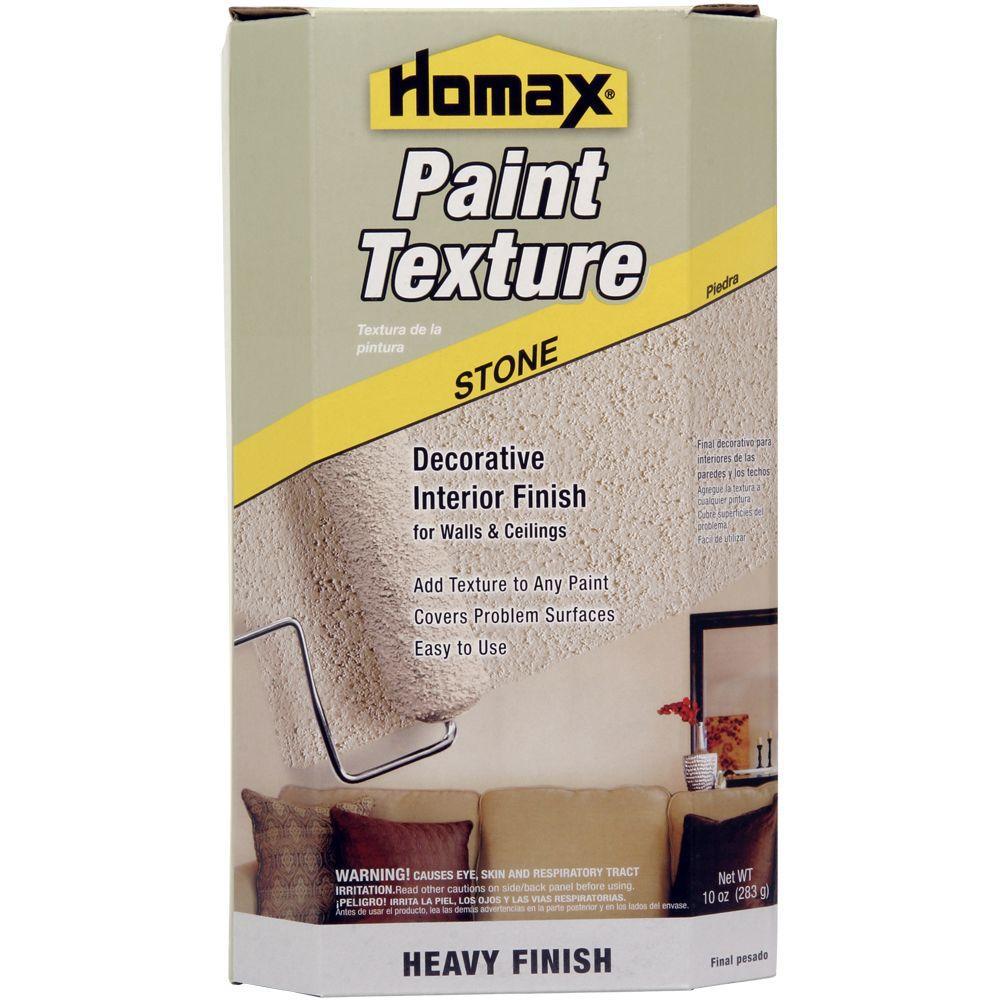 Homax®
Paint
Texture
Textura de la
pintura
STONE
Piedra
Decorative
Interior Finish
for Walls & Ceilings
Add Texture to Any Paint
Covers Problem Surfaces
Easy to Use
Final decorativo para
interiores de las
paredes y los techos
Agregue la textura a
cualquier pintura
Cubre superficies del
problema
Facil de utilizar
WARNING! CAUSES EYE, SKIN AND RESPIRATORY TRACT
IRRITATION.Read other cautions on side/back panel before using.
¡PELIGRO! IRRITA LA PIEL, LOS OJOS Y LAS VIAS RESPIRATORIAS.
Antes de usar el producto, lea las demás advertencias en la parte posterior y en los lados del envase.
Net WT
10 oz (283 g)
HEAVY FINISH
Final pesado